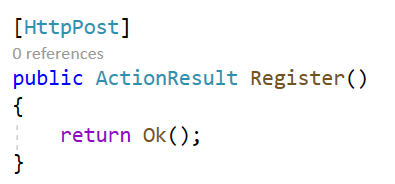 [HttpPost]
0 references
public ActionResult Register()
{
    return Ok();
}